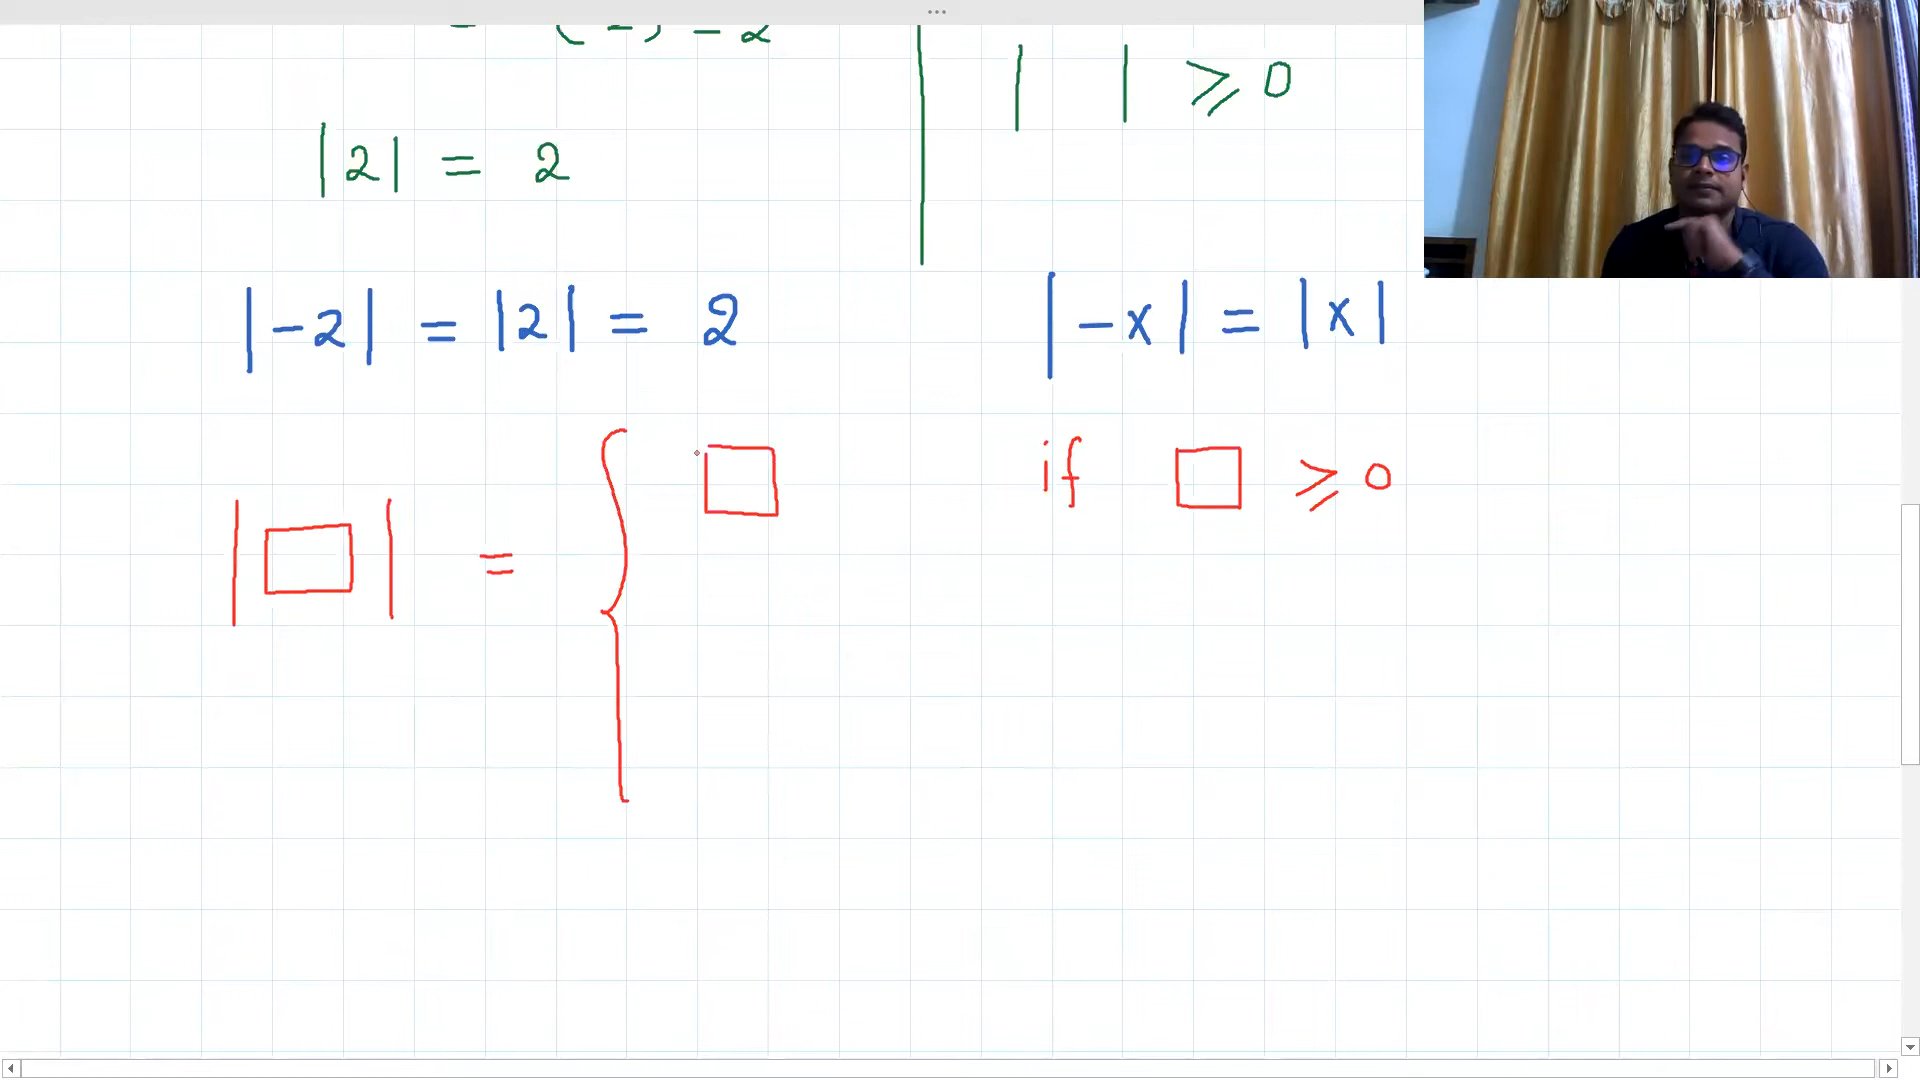 | | ⩾ 0
|2| = 2
|-2| = |2| = 2 |-x| = |x|
|□| = { □ if □ ⩾ 0